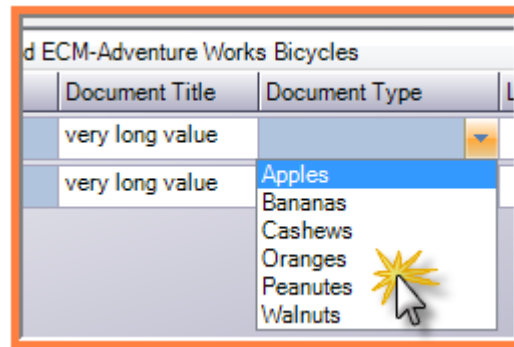 d ECM-Adventure Works Bicycles
Document Title Document Type L
very long value
very long value
Apples
Bananas
Cashews
Oranges
Peanutes
Walnuts